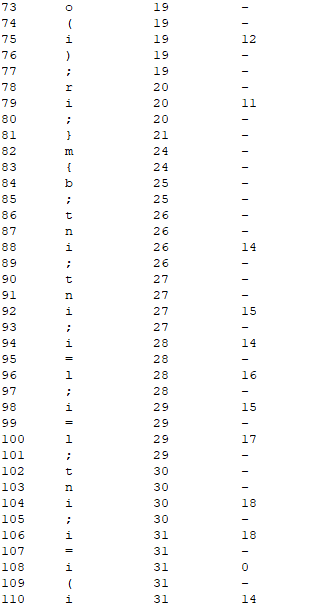 73 o 19 –
74 ( 19 –
75 i 19 12
76 ) 19 –
77 ; 19 –
78 r 20 –
79 i 20 11
80 ; 20 –
81 } 21 –
82 m 24 –
83 { 24 –
84 b 25 –
85 ; 25 –
86 t 26 –
87 n 26 –
88 i 26 14
89 ; 26 –
90 t 27 –
91 n 27 –
92 i 27 15
93 ; 27 –
94 i 28 14
95 = 28 –
96 l 28 16
97 ; 28 –
98 i 29 15
99 = 29 –
100 l 29 17
101 ; 29 –
102 t 30 –
103 n 30 –
104 i 30 18
105 ; 30 –
106 i 31 18
107 = 31 –
108 i 31 0
109 ( 31 –
110 i 31 14